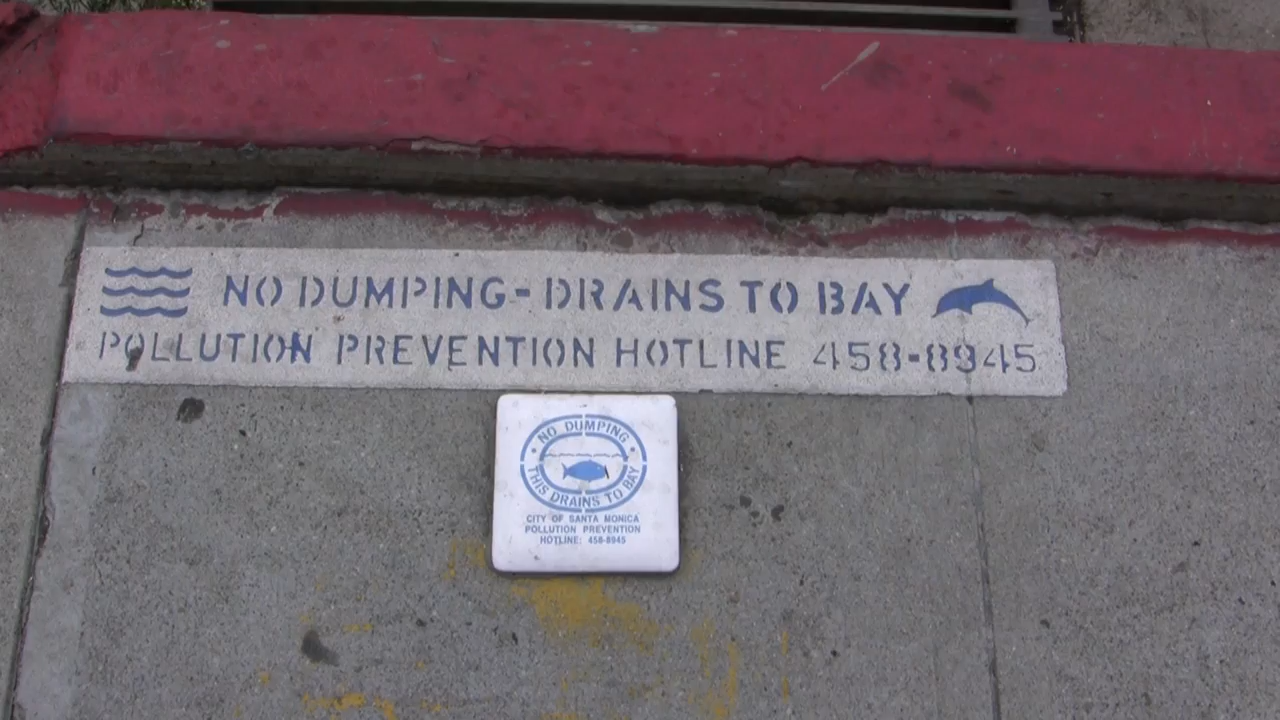 NO DUMPING-DRAINS TO BAY
POLLUTION PREVENTION HOTLINE 458-8945
NO DUMPING
THIS DRAINS TO BAY
CITY OF SANTA MONICA
POLLUTION PREVENTION
HOTLINE: 458-8945